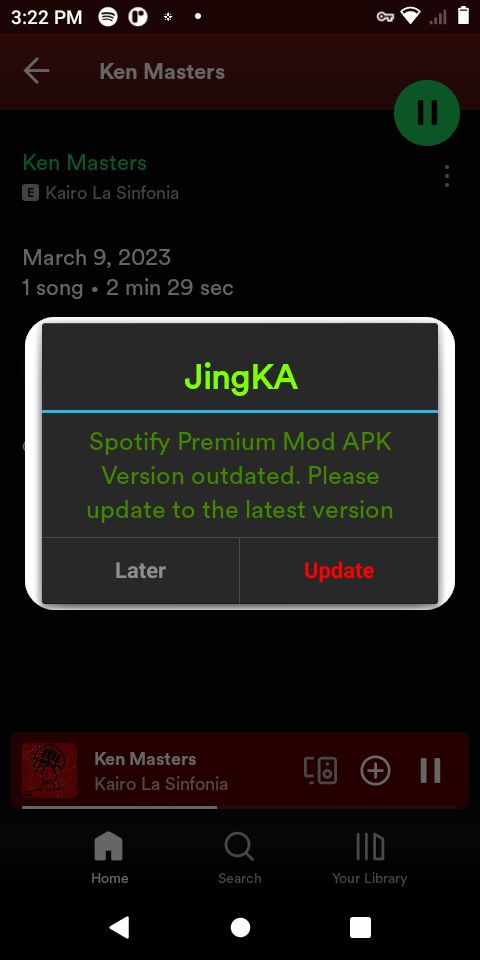 3:22 PM
Ken Masters
Ken Masters
E Kairo La Sinfonia
March 9, 2023
1 song • 2 min 29 sec
JingKA
Spotify Premium Mod APK
Version outdated. Please
update to the latest version
Later
Update
Ken Masters
Kairo La Sinfonia
Home
Search
Your Library